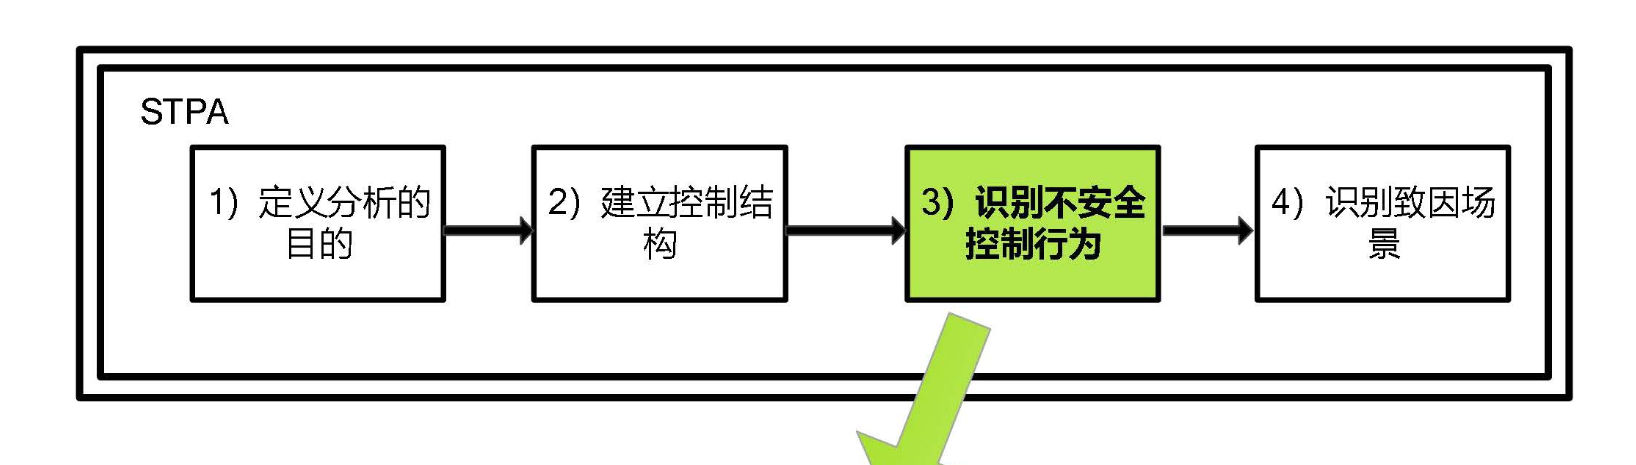 STPA
1）定义分析的
目的
2）建立控制结
构
3）识别不安全
控制行为
4）识别致因场
景